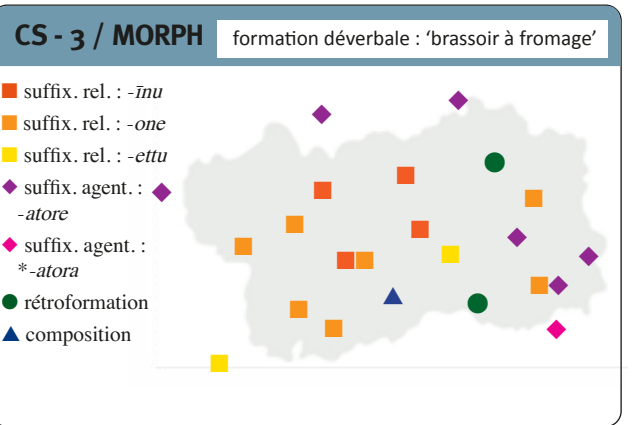 CS - 3 / MORPH
formation déverbale : ‘brassoir à fromage’
suffix. rel. : -īnu
suffix. rel. : -one
suffix. rel. : -ettu
suffix. agent. :
-atore
suffix. agent. :
*-atora
rétroformation
composition